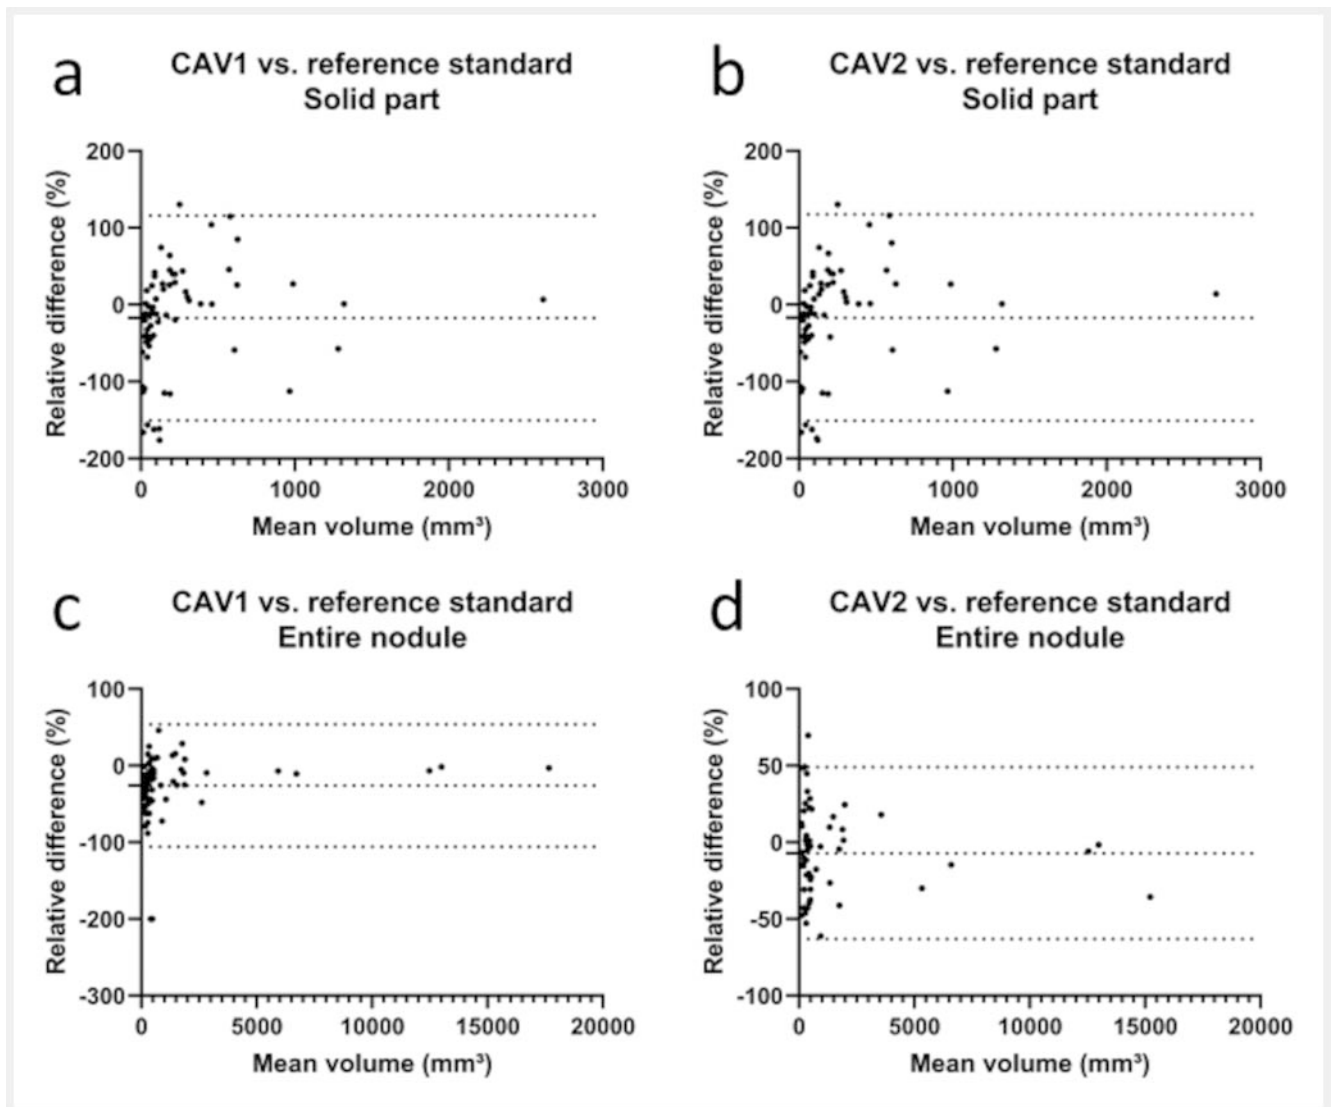 a
CAV1 vs. reference standard
Solid part
Relative difference (%)
200
100
0
-100
-200
0 1000 2000 3000
Mean volume (mm³)
b
CAV2 vs. reference standard
Solid part
Relative difference (%)
200
100
0
-100
-200
0 1000 2000 3000
Mean volume (mm³)
c
CAV1 vs. reference standard
Entire nodule
Relative difference (%)
100
0
-100
-200
-300
0 5000 10000 15000 20000
Mean volume (mm³)
d
CAV2 vs. reference standard
Entire nodule
Relative difference (%)
100
50
0
-50
-100
0 5000 10000 15000 20000
Mean volume (mm³)